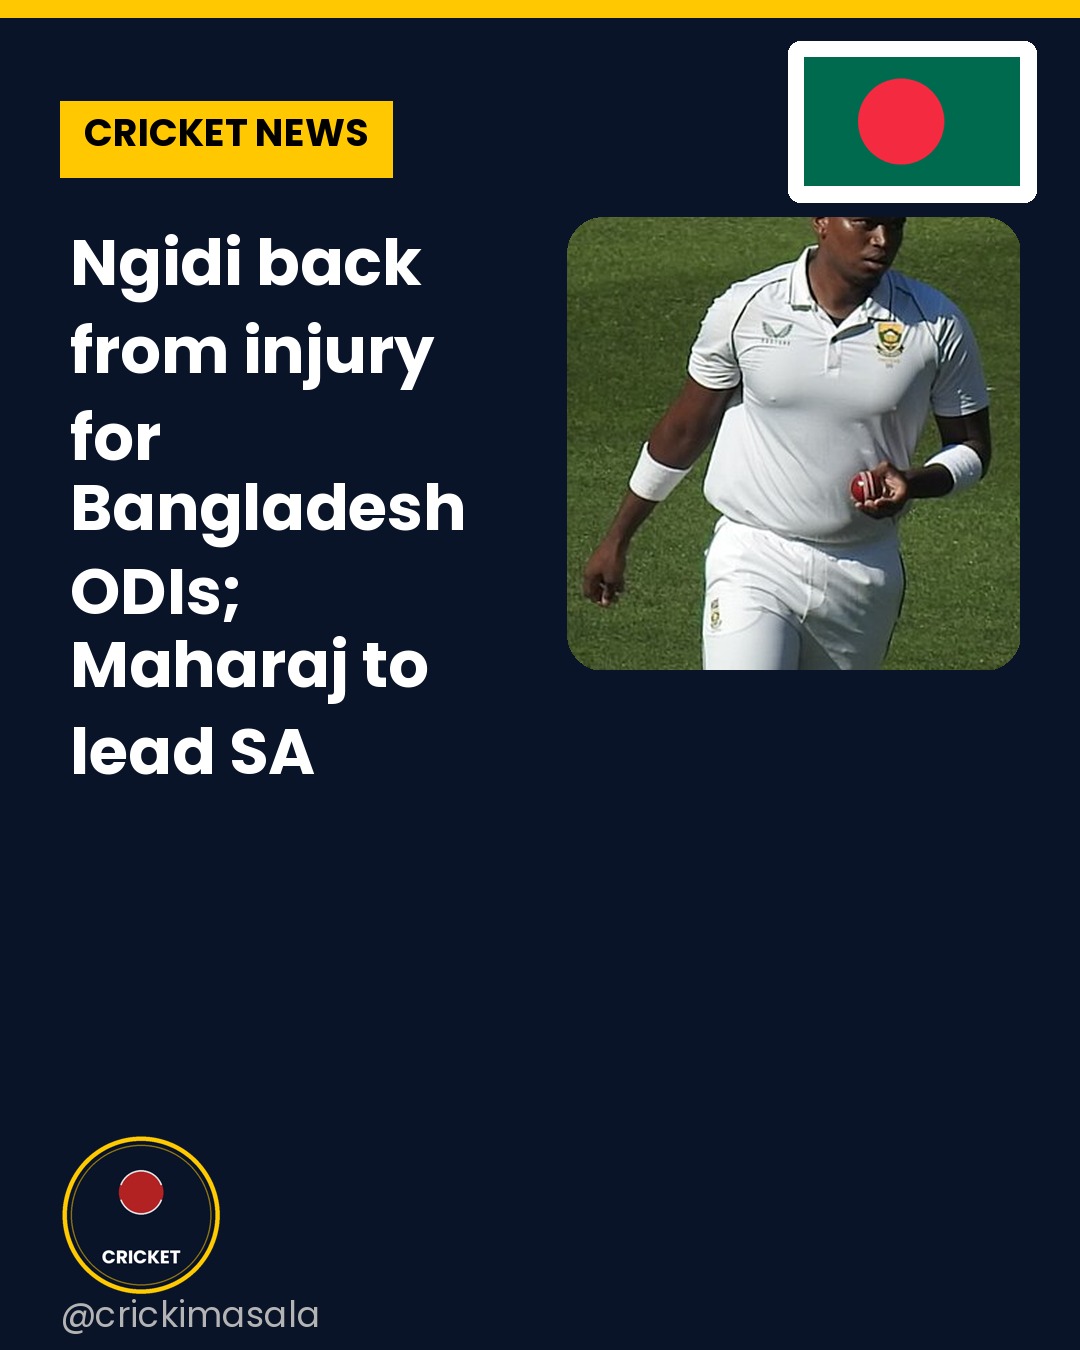 CRICKET NEWS
Ngidi back
from injury
for
Bangladesh
ODIs;
Maharaj to
lead SA
CRICKET
@crickimasala